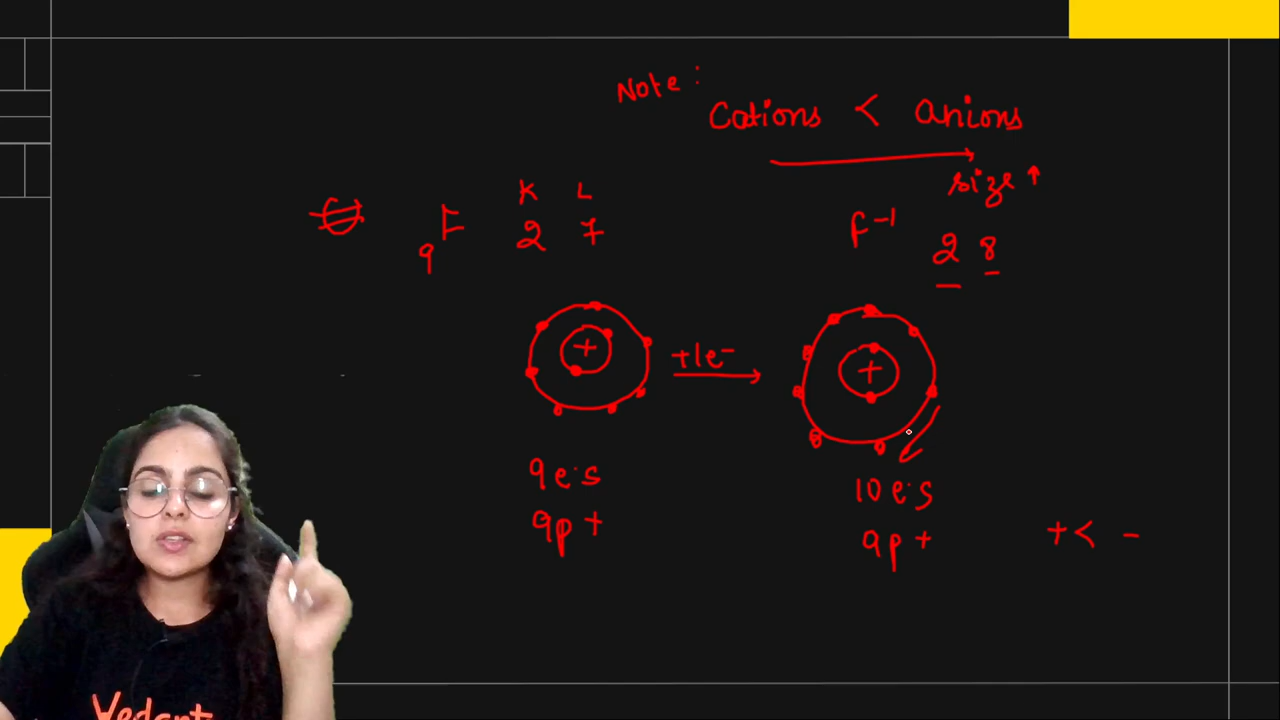 Note:
Cations < anions
size ↑
K L
9F 2 7
F-1 2 8
+ +1e- +
9e's
9p+
10e's
9p+
+< -
Vedant